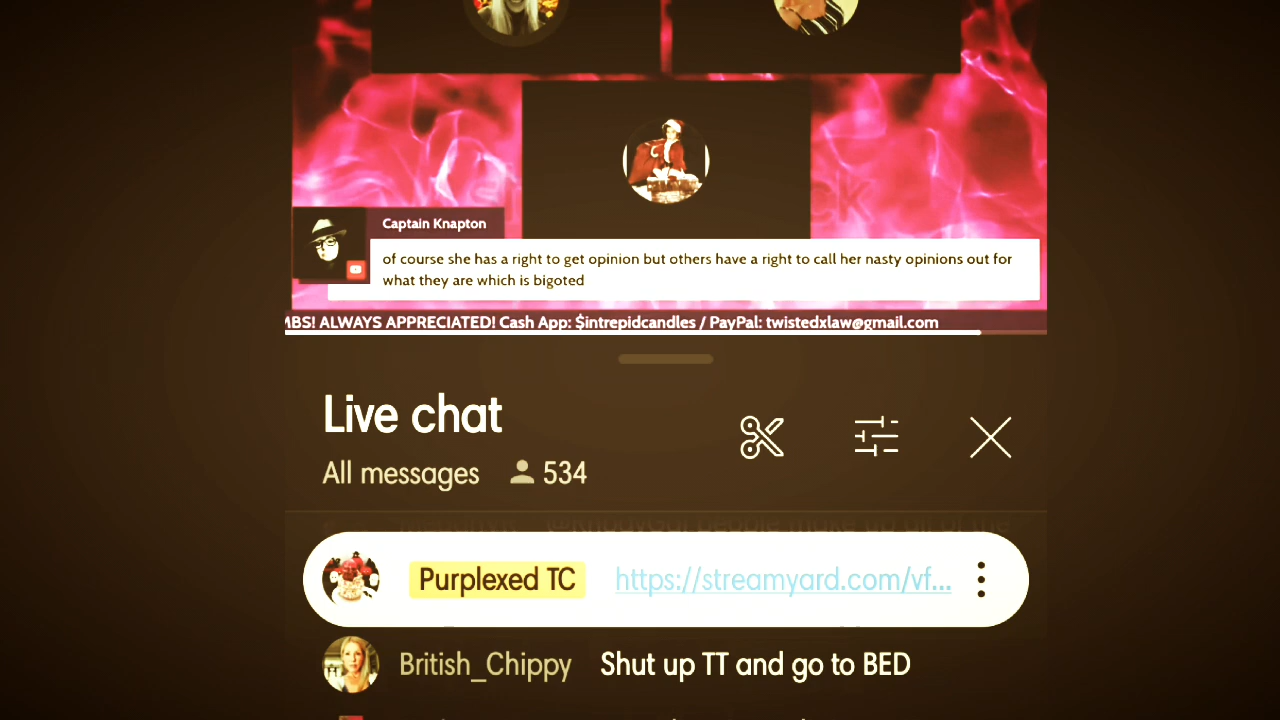 Captain Knapton
of course she has a right to get opinion but others have a right to call her nasty opinions out for
what they are which is bigoted
MBS! ALWAYS APPRECIATED! Cash App: $intrepidcandles / PayPal: twistedxlaw@gmail.com
Live chat
All messages 534
Purplexed TC https://streamyard.com/vf...
British_Chippy Shut up TT and go to BED